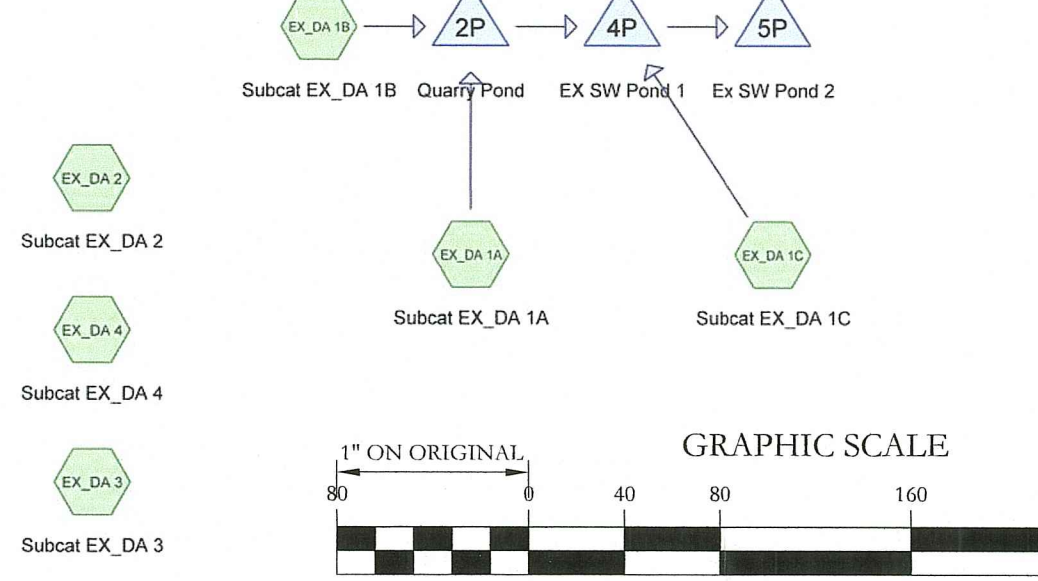 EX_DA 1B 2P 4P 5P
Subcat EX_DA 1B Quarry Pond EX SW Pond 1 Ex SW Pond 2
EX_DA 2
Subcat EX_DA 2
EX_DA 1A EX_DA 1C
Subcat EX_DA 1A Subcat EX_DA 1C
EX_DA 4
Subcat EX_DA 4
EX_DA 3
Subcat EX_DA 3
GRAPHIC SCALE
1" ON ORIGINAL
80 0 40 80 160